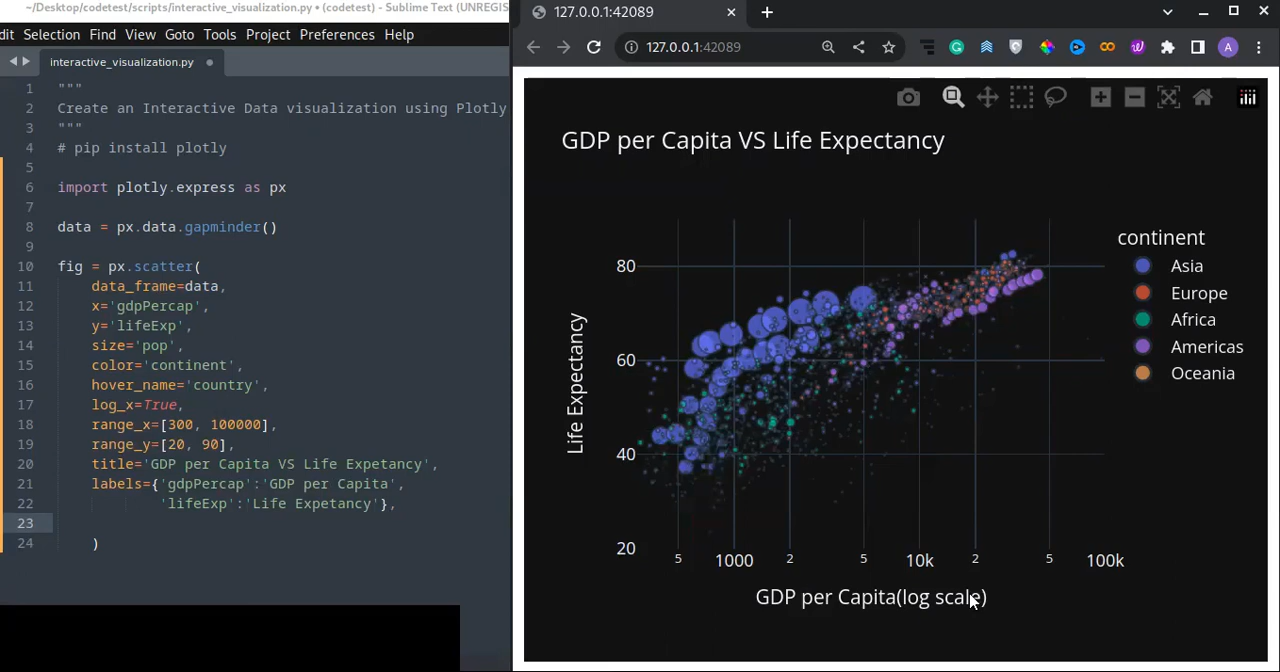 ~/Desktop/codetest/scripts/interactive_visualization.py • (codetest) - Sublime Text (UNREGIS
dit Selection Find View Goto Tools Project Preferences Help
interactive_visualization.py
1 """
2 Create an Interactive Data visualization using Plotly
3 """
4 # pip install plotly
5
6 import plotly.express as px
7
8 data = px.data.gapminder()
9
10 fig = px.scatter(
11 data_frame=data,
12 x='gdpPercap',
13 y='lifeExp',
14 size='pop',
15 color='continent',
16 hover_name='country',
17 log_x=True,
18 range_x=[300, 100000],
19 range_y=[20, 90],
20 title='GDP per Capita VS Life Expetancy',
21 labels={'gdpPercap':'GDP per Capita',
22 'lifeExp':'Life Expetancy'},
23
24 )
127.0.0.1:42089
127.0.0.1:42089
A
GDP per Capita VS Life Expectancy
continent
Asia
Europe
Africa
Americas
Oceania
Life Expectancy
80
60
40
20
5 1000 2 5 10k 2 5 100k
GDP per Capita(log scale)